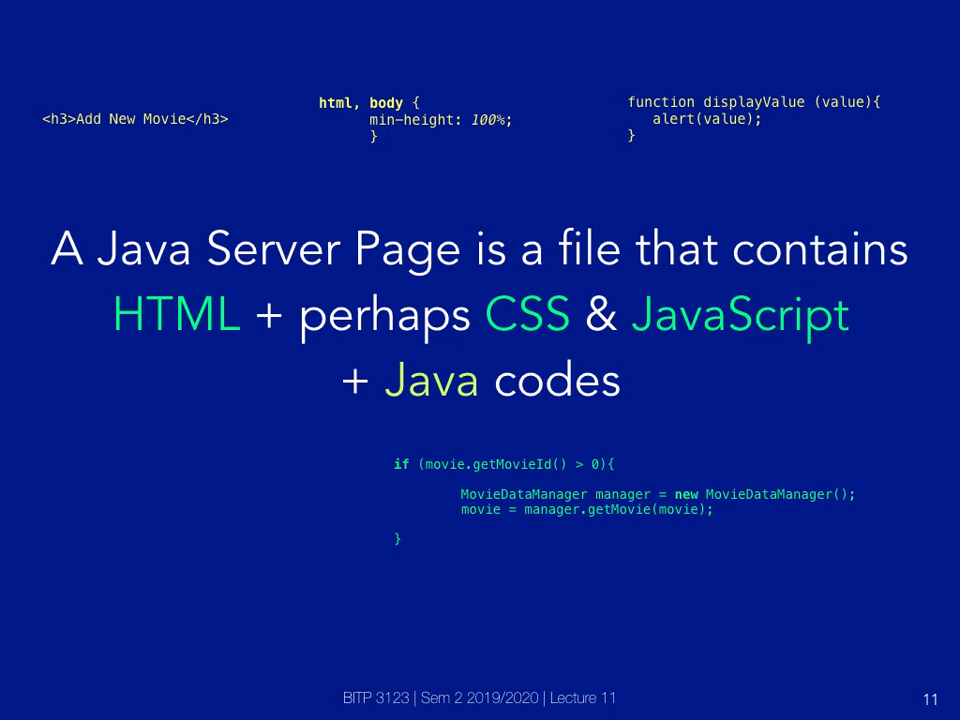 <h3>Add New Movie</h3>
html, body {
min-height: 100%;
}
function displayValue (value){
alert(value);
}
A Java Server Page is a file that contains
HTML + perhaps CSS & JavaScript
+ Java codes
if (movie.getMovieId() > 0){
MovieDataManager manager = new MovieDataManager();
movie = manager.getMovie(movie);
}
BITP 3123 | Sem 2 2019/2020 | Lecture 11
11